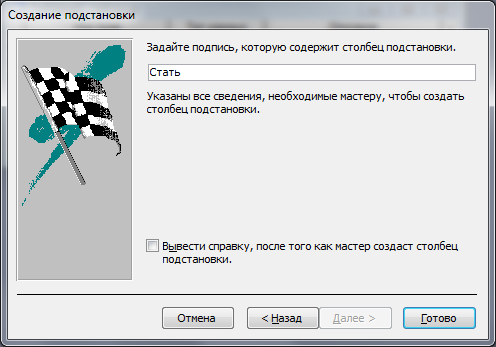 Создание подстановки
Задайте подпись, которую содержит столбец подстановки.
Стать
Указаны все сведения, необходимые мастеру, чтобы создать
столбец подстановки.
Вывести справку, после того как мастер создаст столбец
подстановки.
Отмена
< Назад
Далее >
Готово